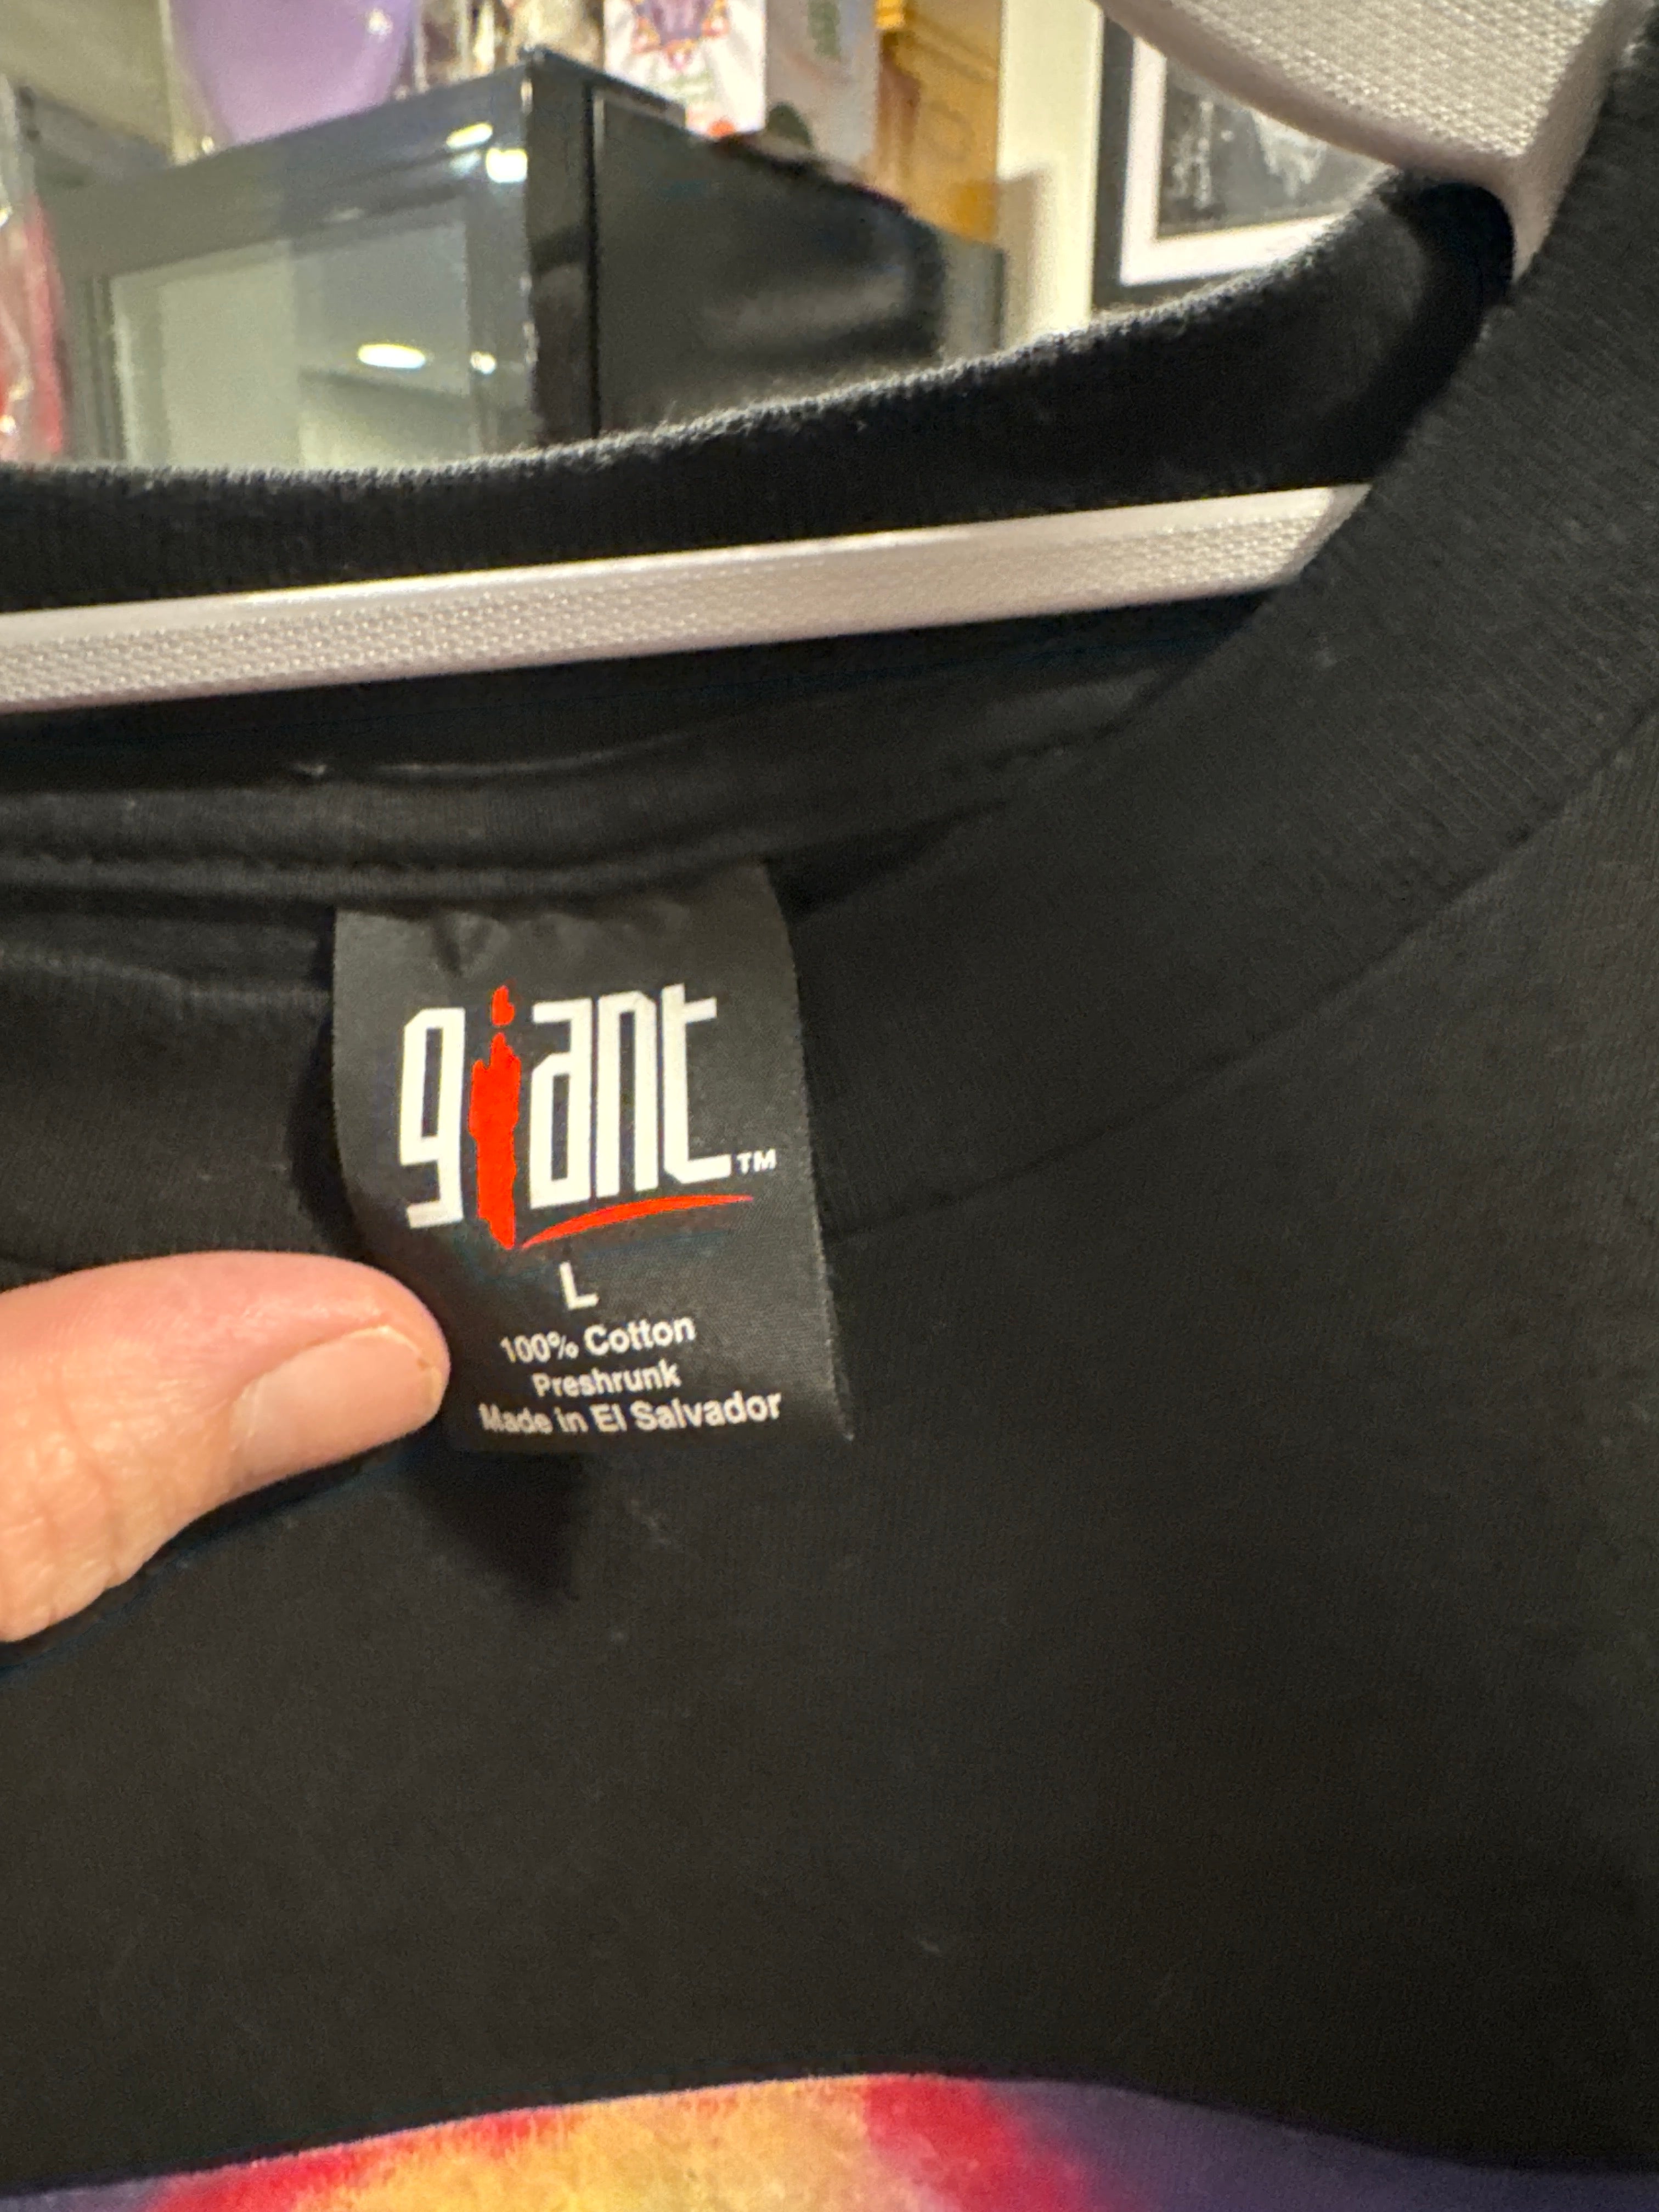 giant™
L
100% Cotton
Preshrunk
Made in El Salvador